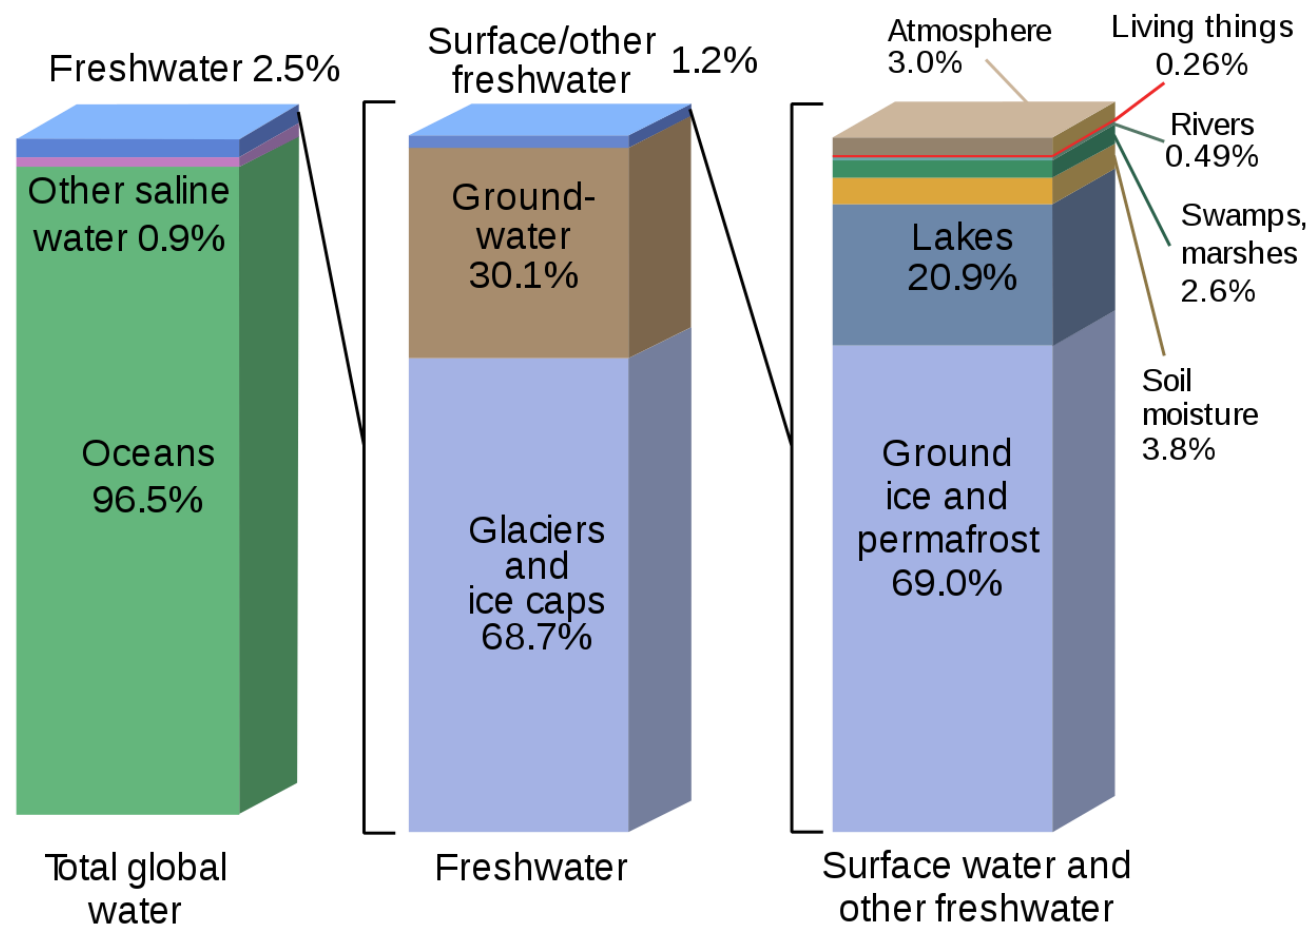 Freshwater 2.5%
Other saline
water 0.9%
Oceans
96.5%
Total global
water
Surface/other
freshwater
1.2%
Ground-
water
30.1%
Glaciers
and
ice caps
68.7%
Freshwater
Atmosphere
3.0%
Living things
0.26%
Rivers
0.49%
Swamps,
marshes
2.6%
Soil
moisture
3.8%
Lakes
20.9%
Ground
ice and
permafrost
69.0%
Surface water and
other freshwater